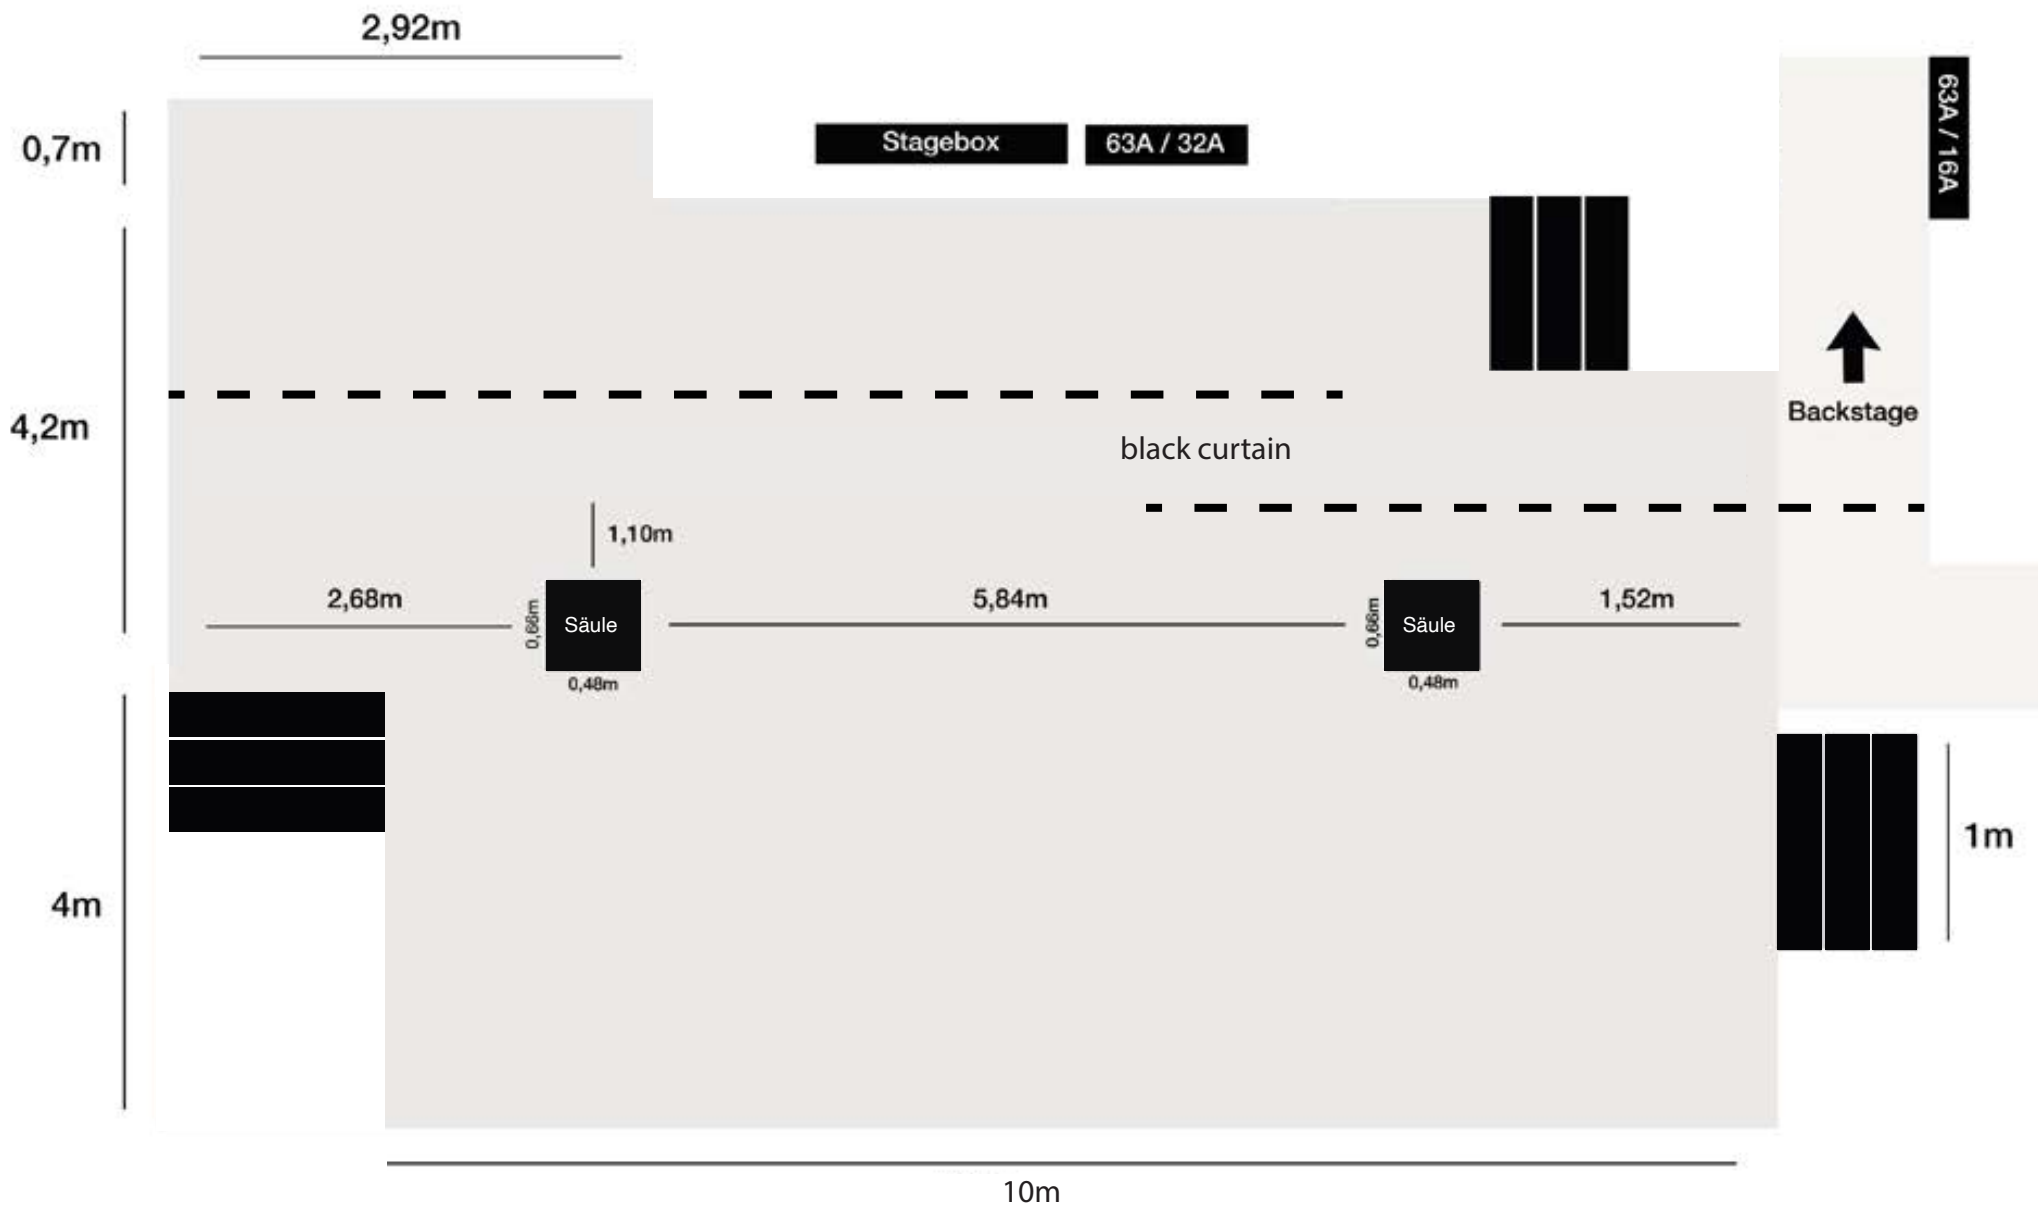 2,92m
0,7m
Stagebox
63A / 32A
63A / 16A
4,2m
Backstage
black curtain
1,10m
2,68m
0,66m
Säule
0,48m
5,84m
0,66m
Säule
0,48m
1,52m
1m
4m
10m